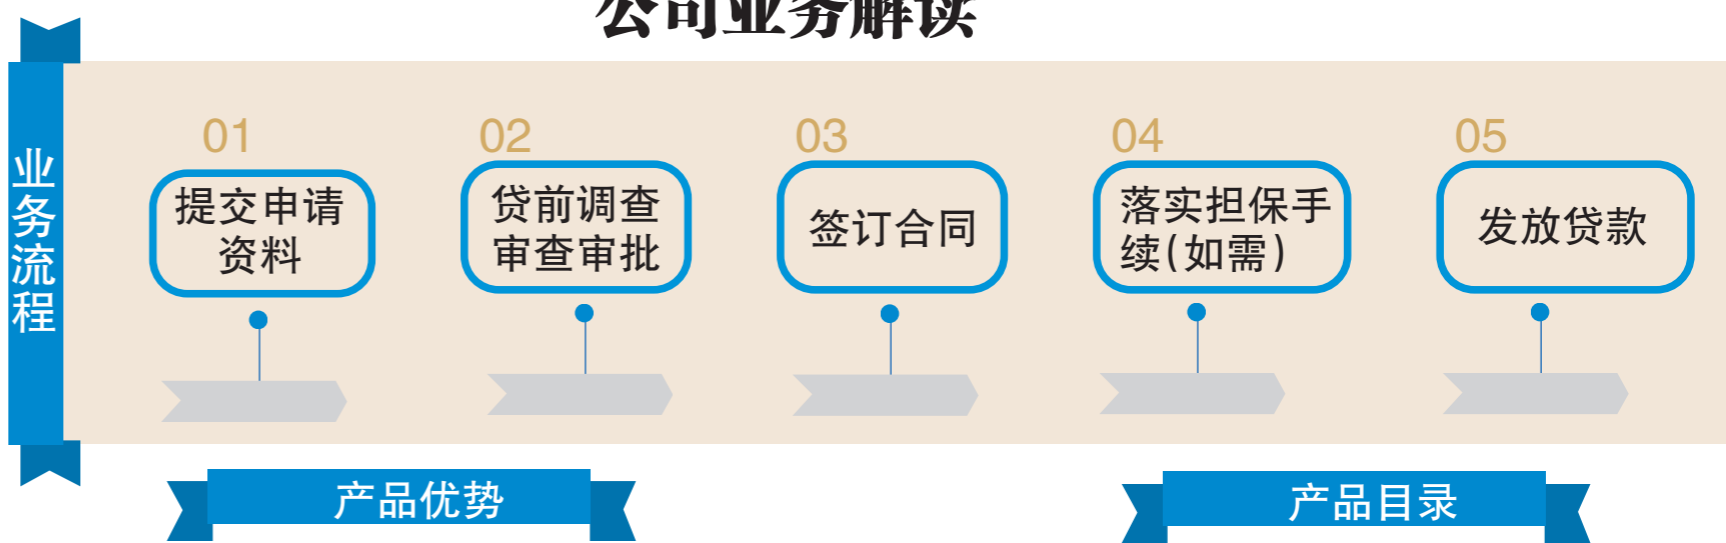 公司业务解读
业务流程
01
提交申请
资料
02
贷前调查
审查审批
03
签订合同
04
落实担保手
续(如需)
05
发放贷款
产品优势
产品目录